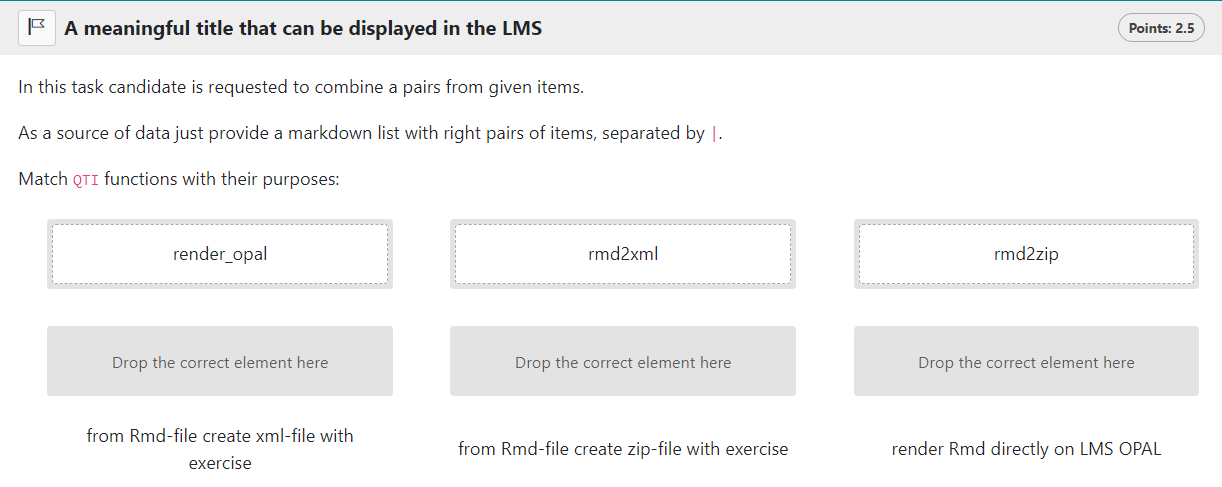 A meaningful title that can be displayed in the LMS
Points: 2.5
In this task candidate is requested to combine a pairs from given items.
As a source of data just provide a markdown list with right pairs of items, separated by |.
Match QTI functions with their purposes:
render_opal
rmd2xml
rmd2zip
Drop the correct element here
Drop the correct element here
Drop the correct element here
from Rmd-file create xml-file with
exercise
from Rmd-file create zip-file with exercise
render Rmd directly on LMS OPAL